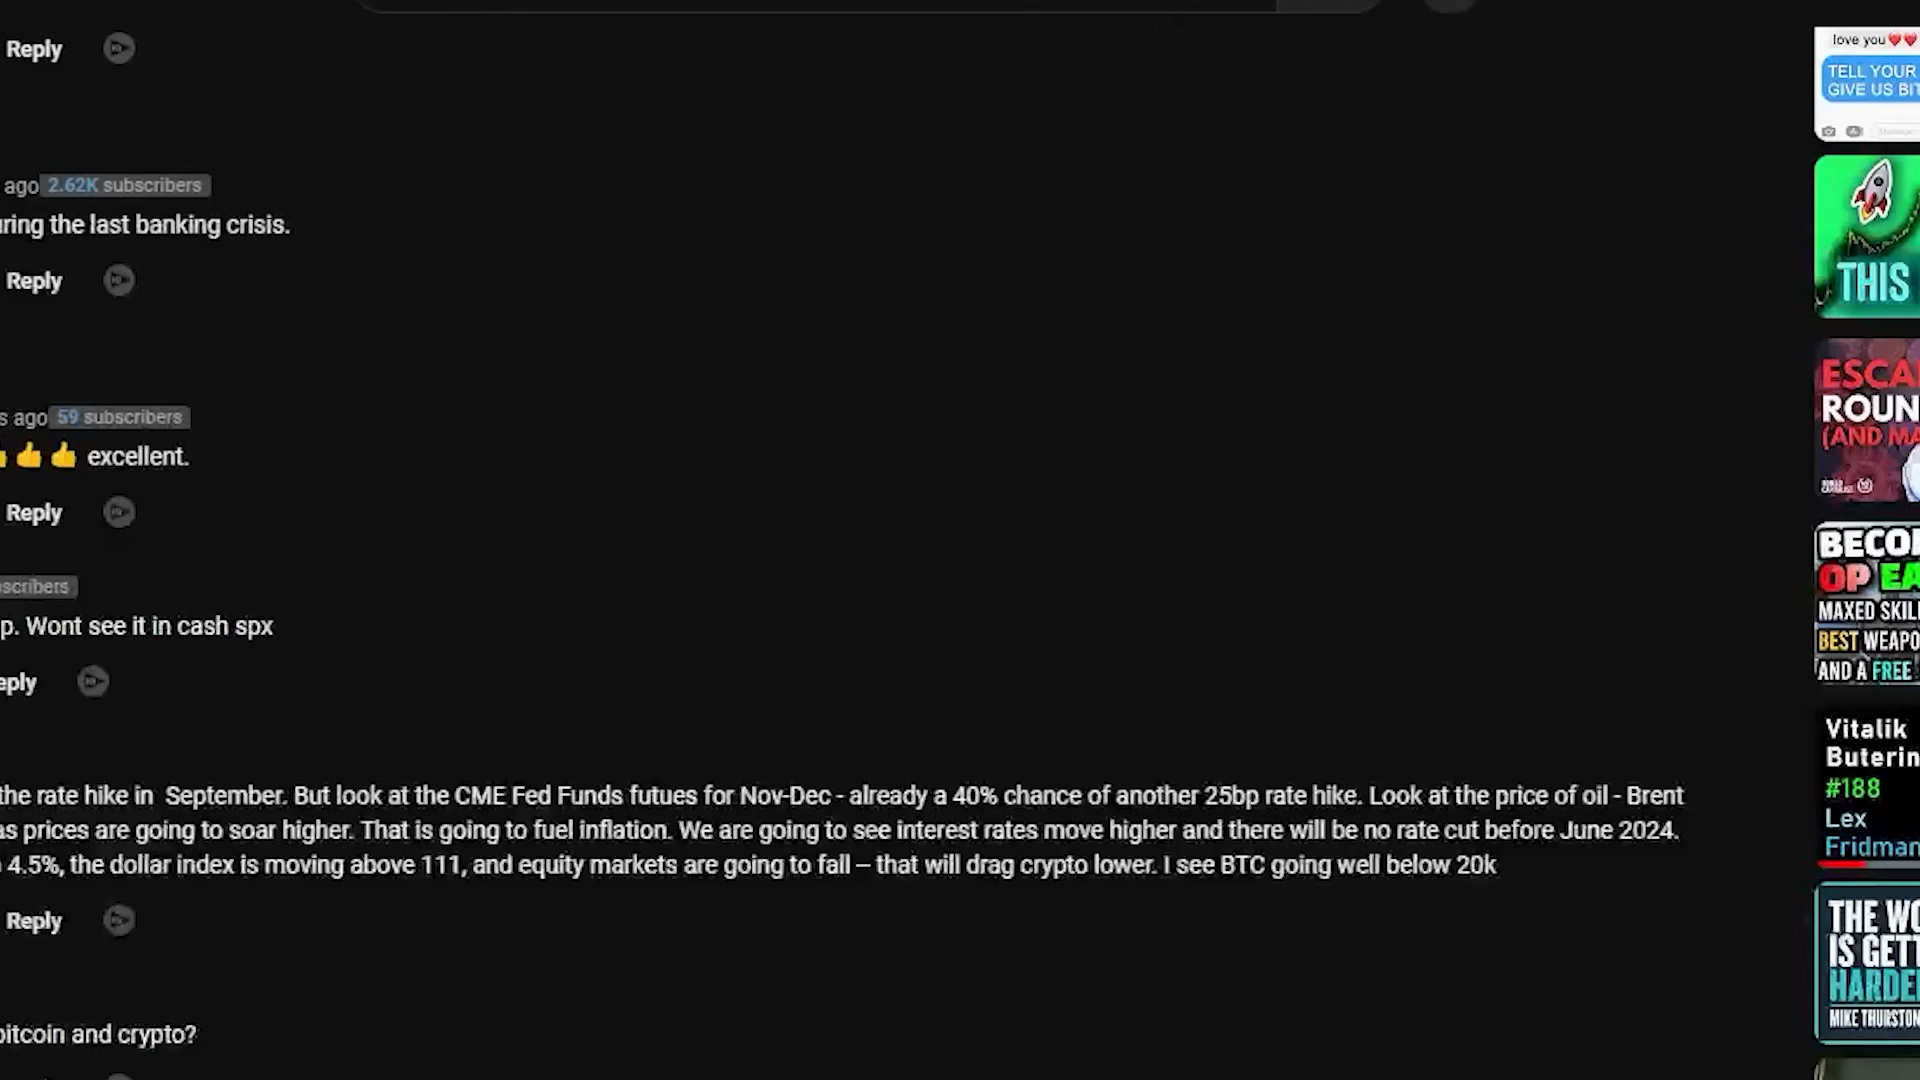 Reply
ago 2.62K subscribers
uring the last banking crisis.
Reply
s ago 59 subscribers
👍 👍 👍 excellent.
Reply
scribers
p. Wont see it in cash spx
eply
the rate hike in September. But look at the CME Fed Funds futues for Nov-Dec - already a 40% chance of another 25bp rate hike. Look at the price of oil - Brent
as prices are going to soar higher. That is going to fuel inflation. We are going to see interest rates move higher and there will be no rate cut before June 2024.
4.5%, the dollar index is moving above 111, and equity markets are going to fall – that will drag crypto lower. I see BTC going well below 20k
Reply
bitcoin and crypto?
love you❤❤
TELL YOUR
GIVE US BIT
THIS
ESCA
ROUN
(AND MA
BECO
OP EA
MAXED SKIL
BEST WEAPO
AND A FREE
Vitalik
Buterin
#188
Lex
Fridman
THE WO
IS GETT
HARDE
MIKE THURSTON